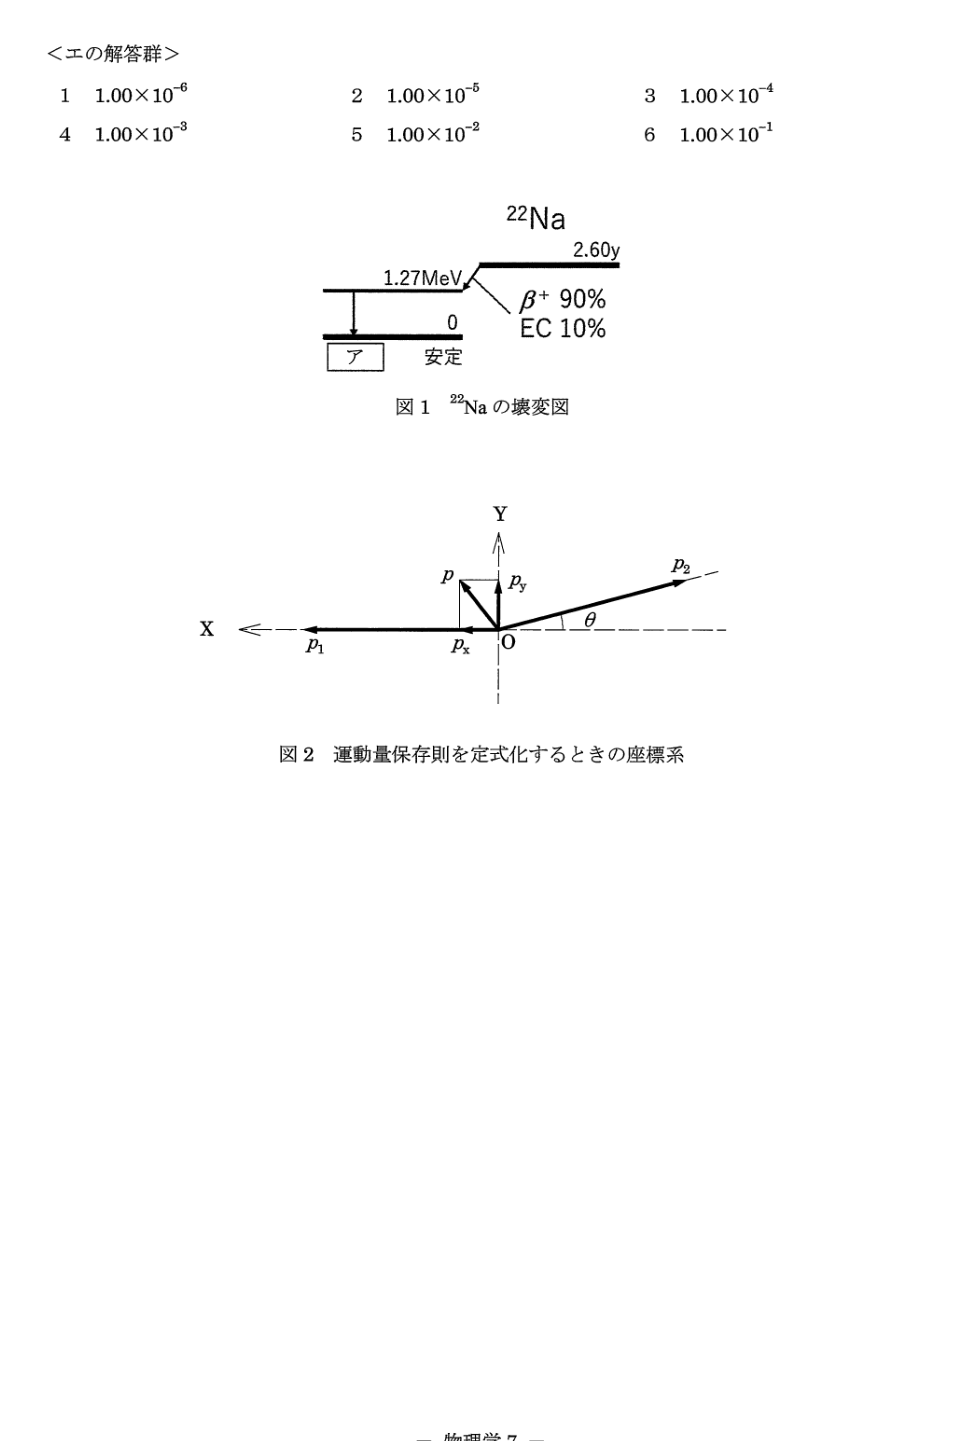 ＜エの解答群＞
1 1.00×10⁻⁶ 2 1.00×10⁻⁵ 3 1.00×10⁻⁴
4 1.00×10⁻³ 5 1.00×10⁻² 6 1.00×10⁻¹
²²Na
2.60y
1.27MeV
β⁺ 90%
0
EC 10%
ア 安定
図1 ²²Na の壊変図
Y
p p_y p₂
X θ
p₁ p_x O
図2 運動量保存則を定式化するときの座標系
― 物理学 7 ―